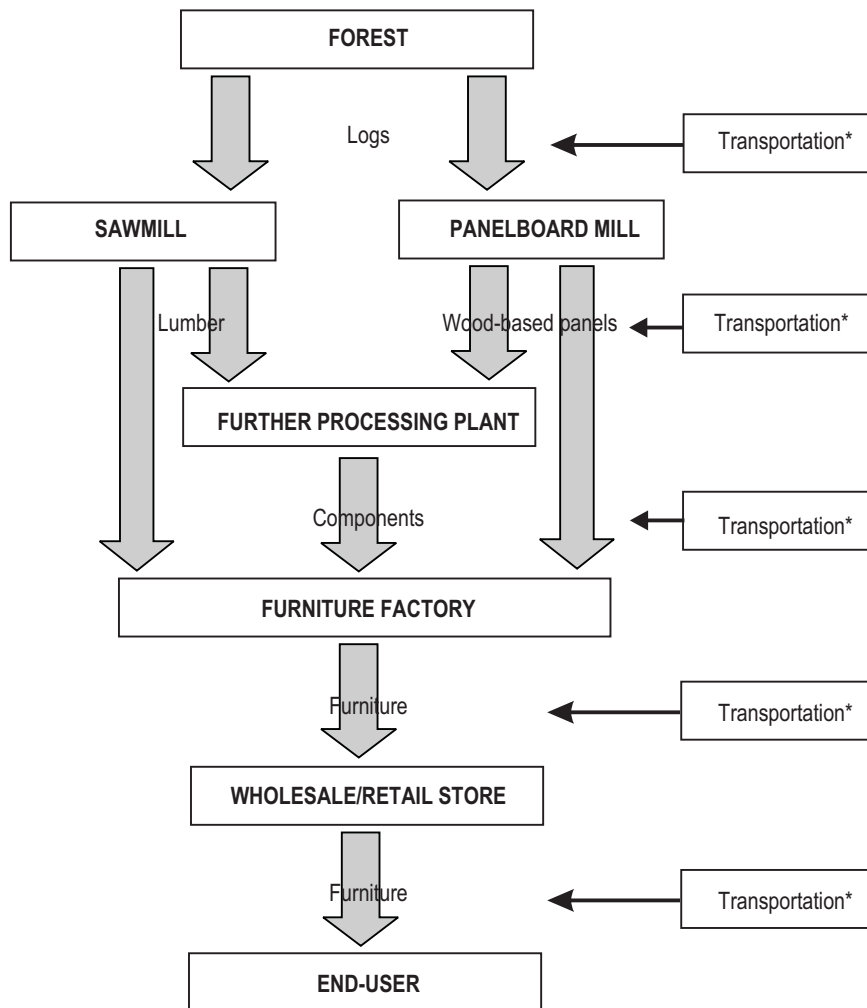 FOREST
Logs
Transportation*
SAWMILL
PANELBOARD MILL
Lumber
Wood-based panels
Transportation*
FURTHER PROCESSING PLANT
Components
Transportation*
FURNITURE FACTORY
Furniture
Transportation*
WHOLESALE/RETAIL STORE
Furniture
Transportation*
END-USER